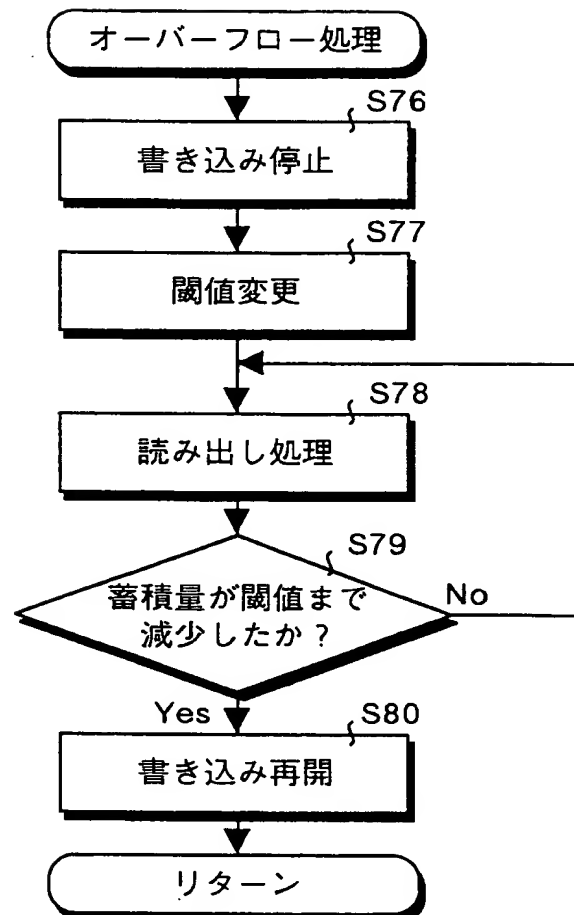 オーバーフロー処理
S76
書き込み停止
S77
閾値変更
S78
読み出し処理
S79
蓄積量が閾値まで
減少したか？
No
Yes
S80
書き込み再開
リターン